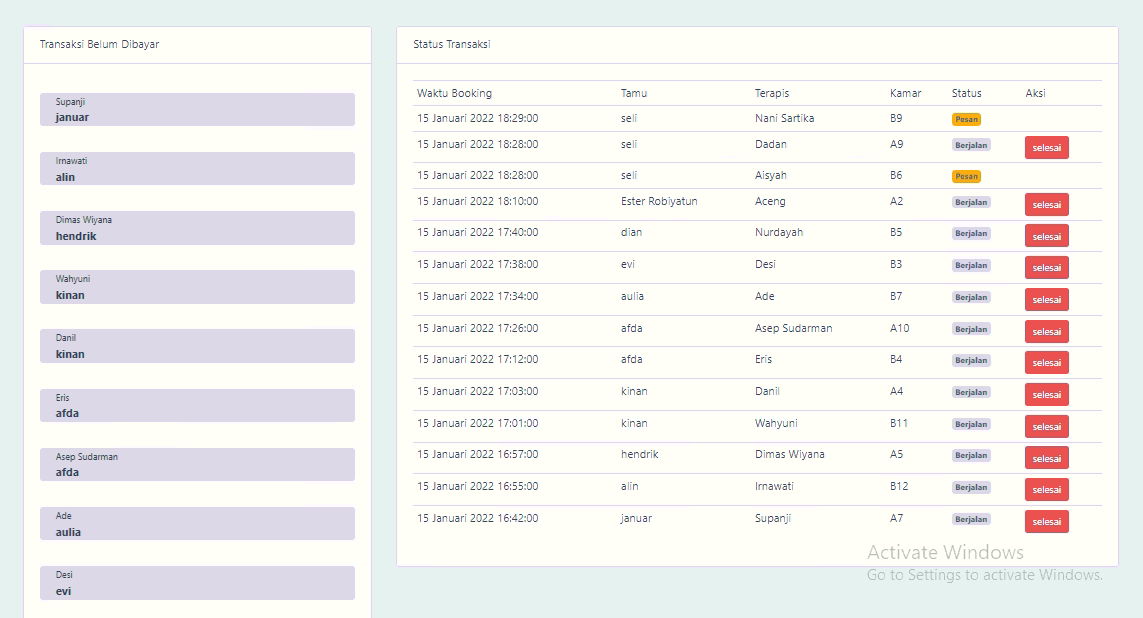 Transaksi Belum Dibayar
Supanji
januar
Irnawati
alin
Dimas Wiyana
hendrik
Wahyuni
kinan
Danil
kinan
Eris
afda
Asep Sudarman
afda
Ade
aulia
Desi
evi
Status Transaksi
Waktu Booking Tamu Terapis Kamar Status Aksi
15 Januari 2022 18:29:00 seli Nani Sartika B9 Pesan
15 Januari 2022 18:28:00 seli Dadan A9 Berjalan selesai
15 Januari 2022 18:28:00 seli Aisyah B6 Pesan
15 Januari 2022 18:10:00 Ester Robiyatun Aceng A2 Berjalan selesai
15 Januari 2022 17:40:00 dian Nurdayah B5 Berjalan selesai
15 Januari 2022 17:38:00 evi Desi B3 Berjalan selesai
15 Januari 2022 17:34:00 aulia Ade B7 Berjalan selesai
15 Januari 2022 17:26:00 afda Asep Sudarman A10 Berjalan selesai
15 Januari 2022 17:12:00 afda Eris B4 Berjalan selesai
15 Januari 2022 17:03:00 kinan Danil A4 Berjalan selesai
15 Januari 2022 17:01:00 kinan Wahyuni B11 Berjalan selesai
15 Januari 2022 16:57:00 hendrik Dimas Wiyana A5 Berjalan selesai
15 Januari 2022 16:55:00 alin Irnawati B12 Berjalan selesai
15 Januari 2022 16:42:00 januar Supanji A7 Berjalan selesai
Activate Windows
Go to Settings to activate Windows.